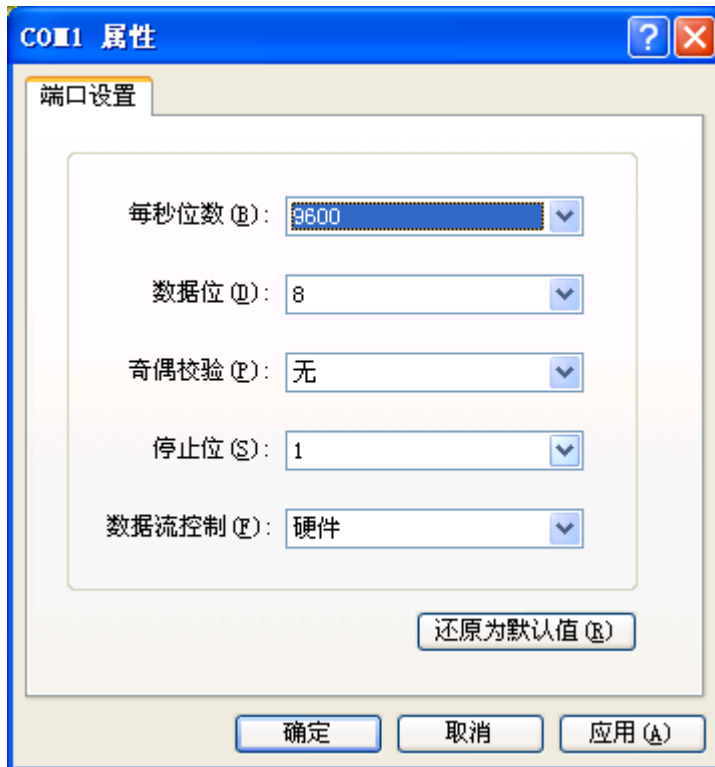 COM1 属性
端口设置
每秒位数(B): 9600
数据位(D): 8
奇偶校验(P): 无
停止位(S): 1
数据流控制(F): 硬件
还原为默认值(R)
确定 取消 应用(A)